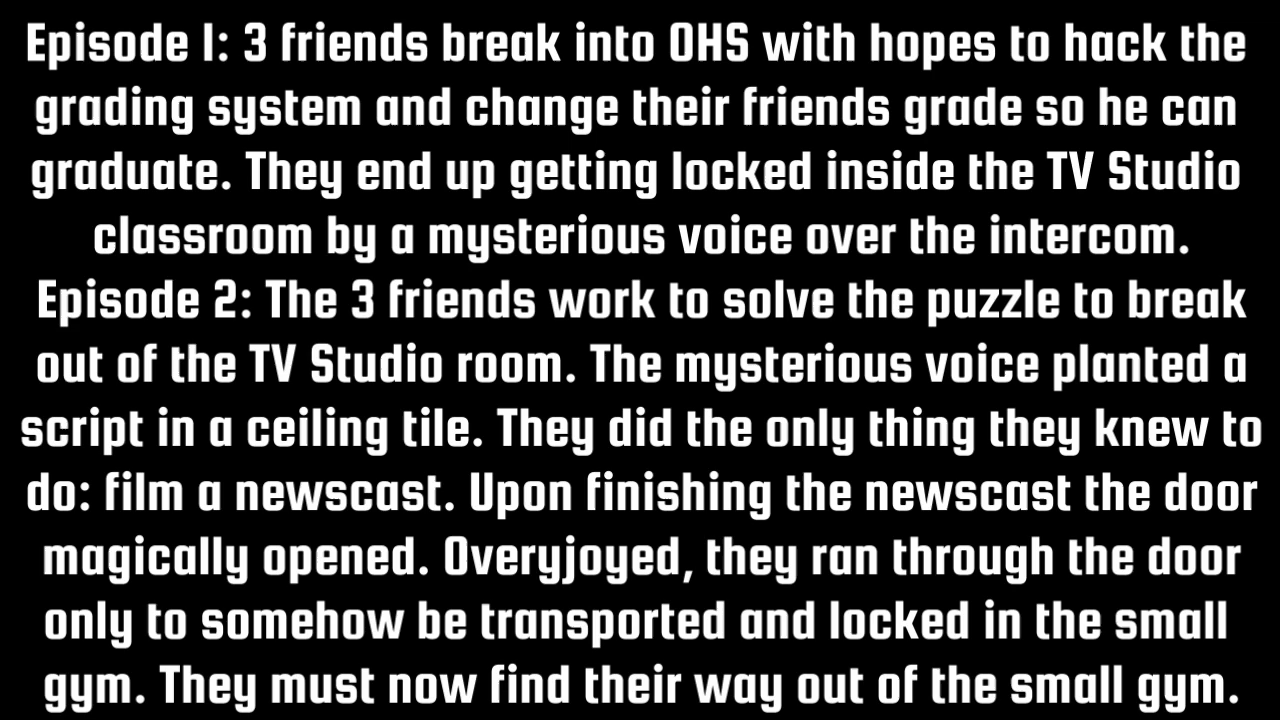 Episode 1: 3 friends break into OHS with hopes to hack the
grading system and change their friends grade so he can
graduate. They end up getting locked inside the TV Studio
classroom by a mysterious voice over the intercom.
Episode 2: The 3 friends work to solve the puzzle to break
out of the TV Studio room. The mysterious voice planted a
script in a ceiling tile. They did the only thing they knew to
do: film a newscast. Upon finishing the newscast the door
magically opened. Overyjoyed, they ran through the door
only to somehow be transported and locked in the small
gym. They must now find their way out of the small gym.